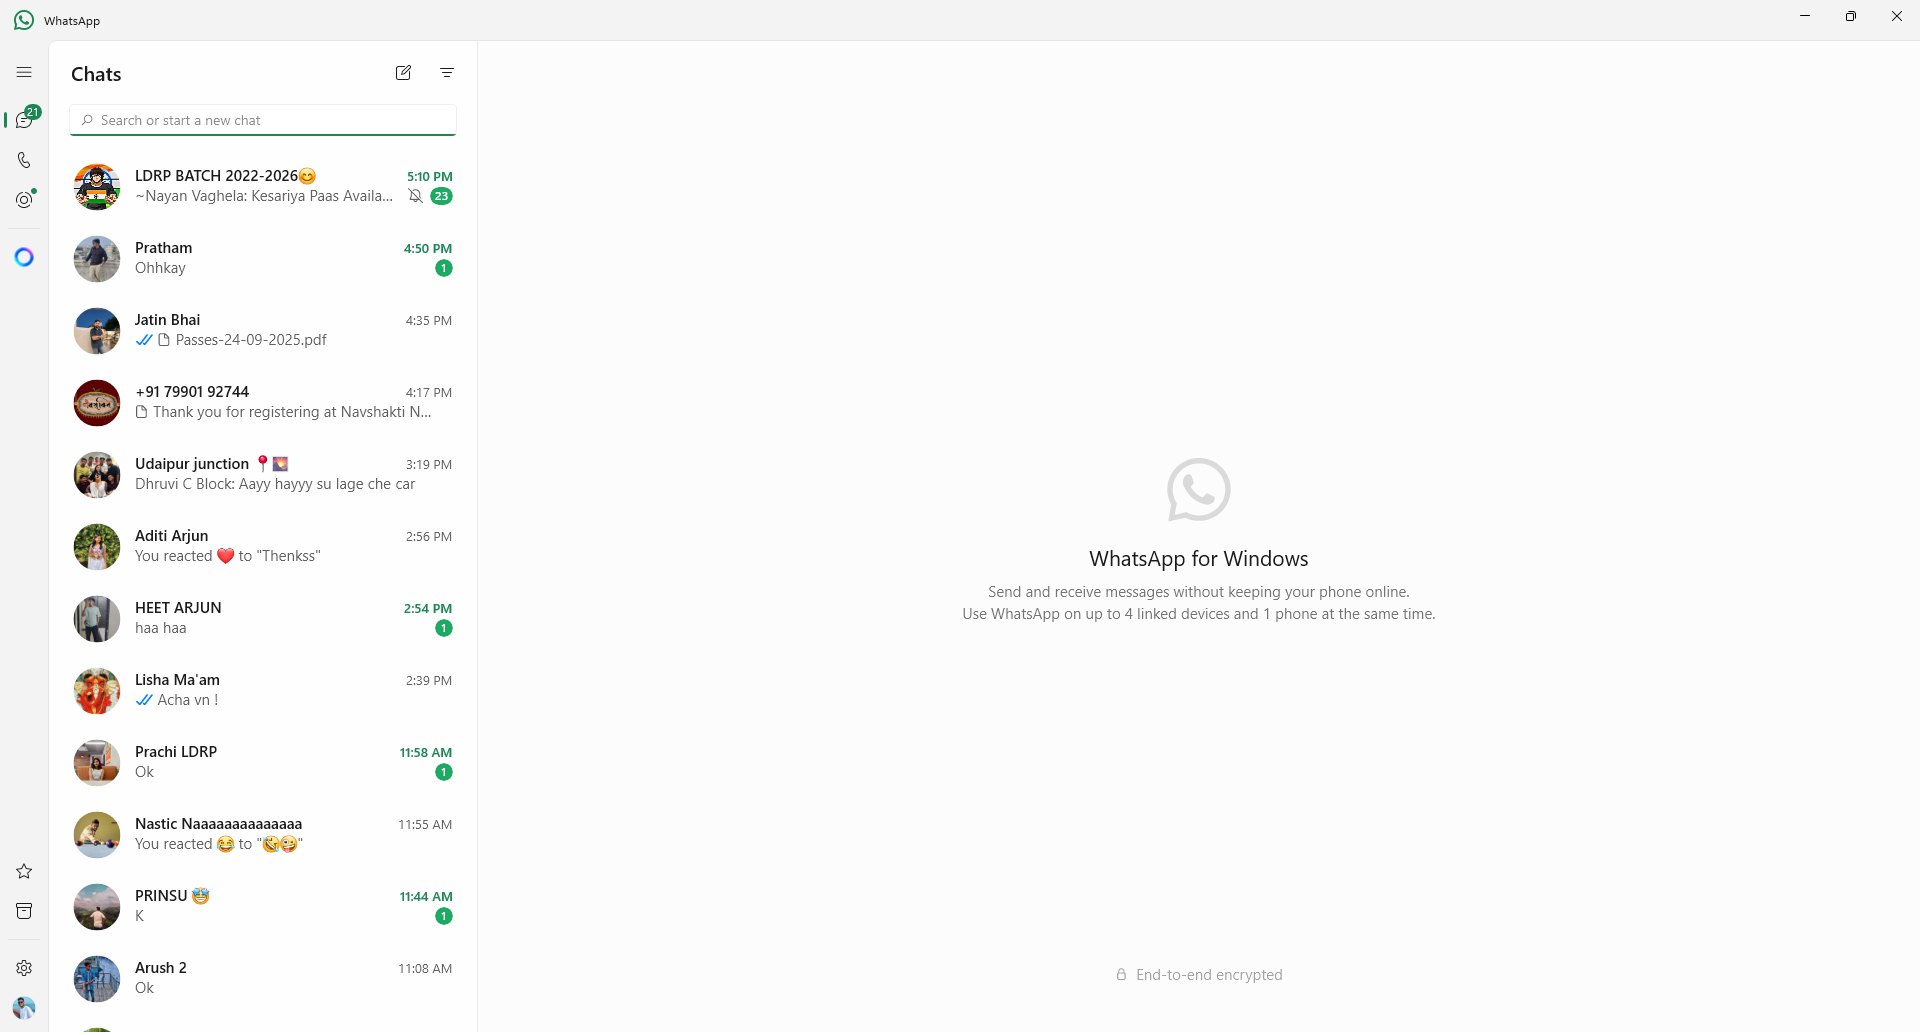 WhatsApp
Chats
21
Search or start a new chat
LDRP BATCH 2022-2026😊 5:10 PM
~Nayan Vaghela: Kesariya Paas Availa... 23
Pratham 4:50 PM
Ohhkay 1
Jatin Bhai 4:35 PM
Passes-24-09-2025.pdf
+91 79901 92744 4:17 PM
Thank you for registering at Navshakti N...
Udaipur junction 📍🌄 3:19 PM
Dhruvi C Block: Aayy hayyy su lage che car
Aditi Arjun 2:56 PM
You reacted ❤️ to "Thenkss"
HEET ARJUN 2:54 PM
haa haa 1
Lisha Ma'am 2:39 PM
Acha vn !
Prachi LDRP 11:58 AM
Ok 1
Nastic Naaaaaaaaaaaaaa 11:55 AM
You reacted 😂 to "🤣🤪"
PRINSU 🤩 11:44 AM
K 1
Arush 2 11:08 AM
Ok
WhatsApp for Windows
Send and receive messages without keeping your phone online.
Use WhatsApp on up to 4 linked devices and 1 phone at the same time.
End-to-end encrypted